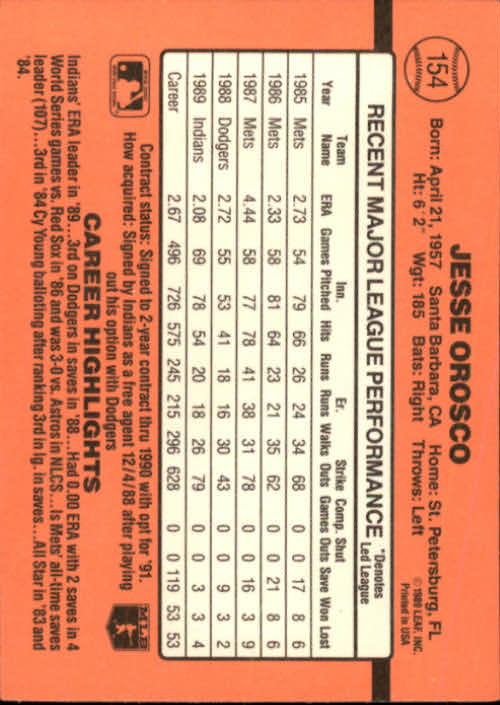 154
JESSE OROSCO
© 1989 LEAF, INC.
Printed in USA
Born: April 21, 1957 Santa Barbara, CA Home: St. Petersburg, FL
Ht: 6' 2" Wgt: 185 Bats: Right Throws: Left
RECENT MAJOR LEAGUE PERFORMANCE *Denotes Led League
Year Team Name ERA Games Inn. Pitched Hits Runs Er. Runs Walks Strike Outs Comp. Games Shut Outs Save Won Lost
1985 Mets 2.73 54 79 66 26 24 34 68 0 0 17 8 6
1986 Mets 2.33 58 81 64 23 21 35 62 0 0 21 8 6
1987 Mets 4.44 58 77 78 41 38 31 78 0 0 16 3 9
1988 Dodgers 2.72 55 53 41 18 16 30 43 0 0 9 3 2
1989 Indians 2.08 69 78 54 20 18 26 79 0 0 3 3 4
Career 2.67 496 726 575 245 215 296 628 0 0 119 53 53
Contract status: Signed to 2-year contract thru 1990 with opt for '91.
How acquired: Signed by Indians as a free agent 12/4/88 after playing
out his option with Dodgers
MLB
CAREER HIGHLIGHTS
Indians' ERA leader in '89...3rd on Dodgers in saves in '88...Had 0.00 ERA with 2 saves in 4
World Series games vs. Red Sox in '86 and was 3-0 vs. Astros in NLCS...Is Mets' all-time saves
leader (107)...3rd in '84 Cy Young balloting after ranking 3rd in lg. in saves...All Star in '83 and
'84.